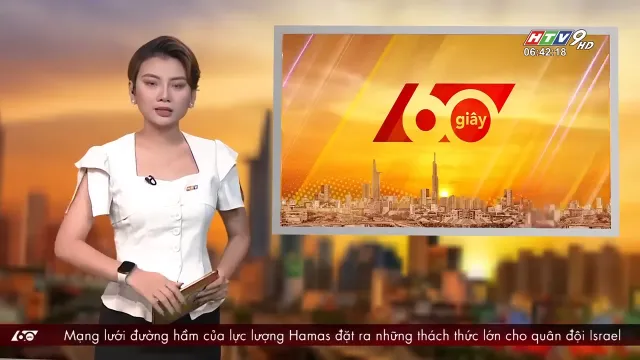 HTV9 HD
06:42:18
60 giây
HTV
60
Mạng lưới đường hầm của lực lượng Hamas đặt ra những thách thức lớn cho quân đội Israel